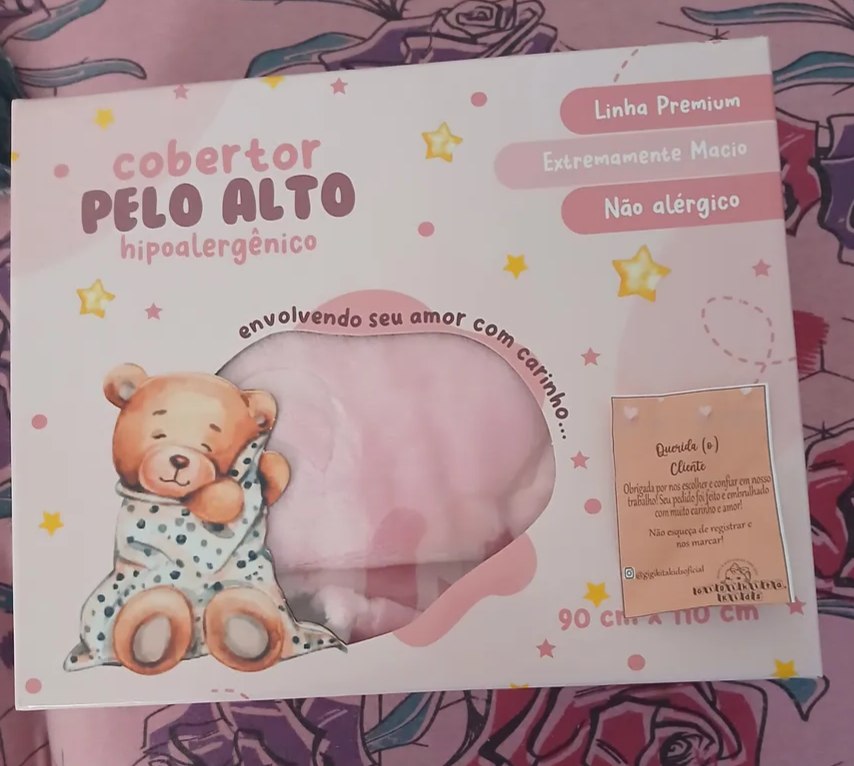 cobertor
PELO ALTO
hipoalergênico
Linha Premium
Extremamente Macio
Não alérgico
envolvendo seu amor com carinho...
Querida (o)
Cliente
Obrigada por nos escolher e confiar em nosso
trabalho! Seu pedido foi feito e embrulhado
com muito carinho e amor!
Não esqueça de registrar e
nos marcar!
@gigikitakidsoficial
90 cm x 110 cm